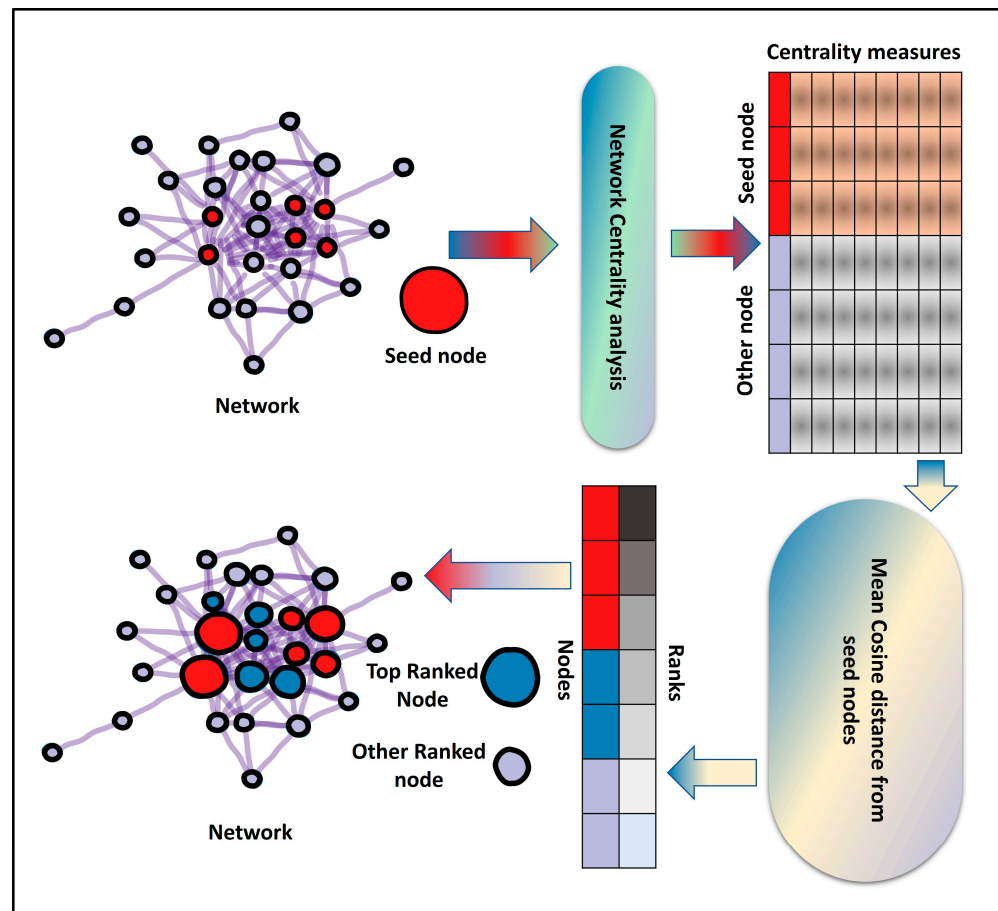 Centrality measures
Seed node
Other node
Network Centrality analysis
Seed node
Network
Mean Cosine distance from
seed nodes
Nodes
Ranks
Top Ranked
Node
Other Ranked
node
Network